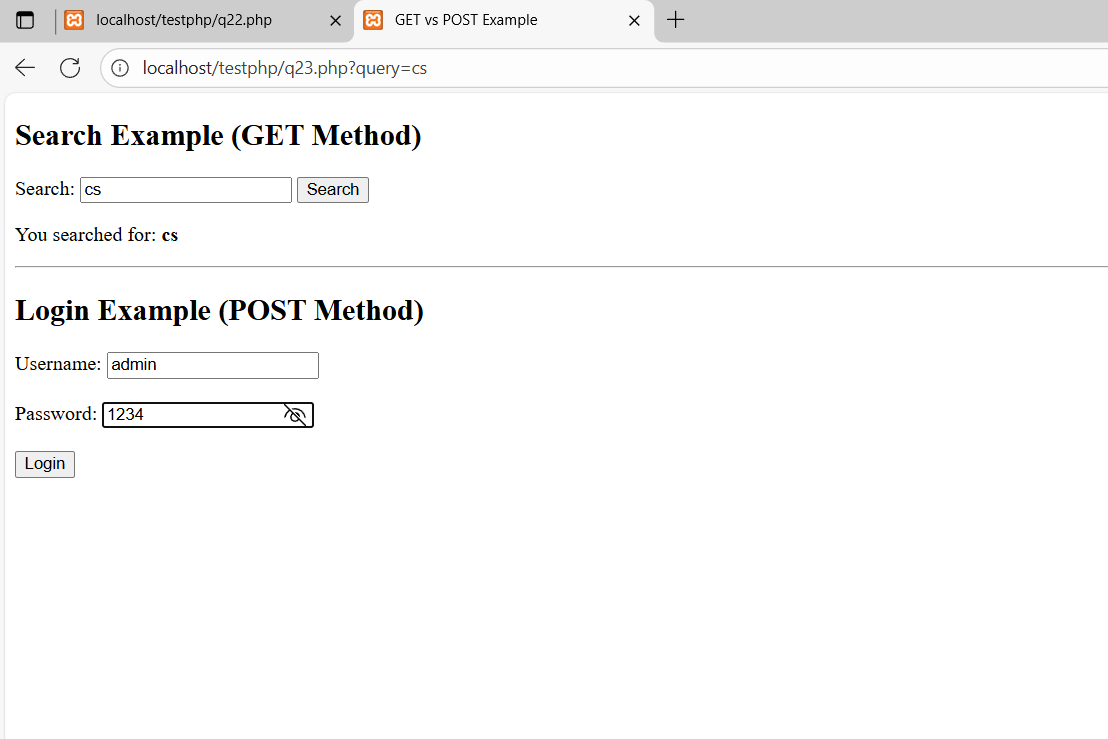 localhost/testphp/q22.php GET vs POST Example
localhost/testphp/q23.php?query=cs
Search Example (GET Method)
Search: cs Search
You searched for: cs
Login Example (POST Method)
Username: admin
Password: 1234
Login